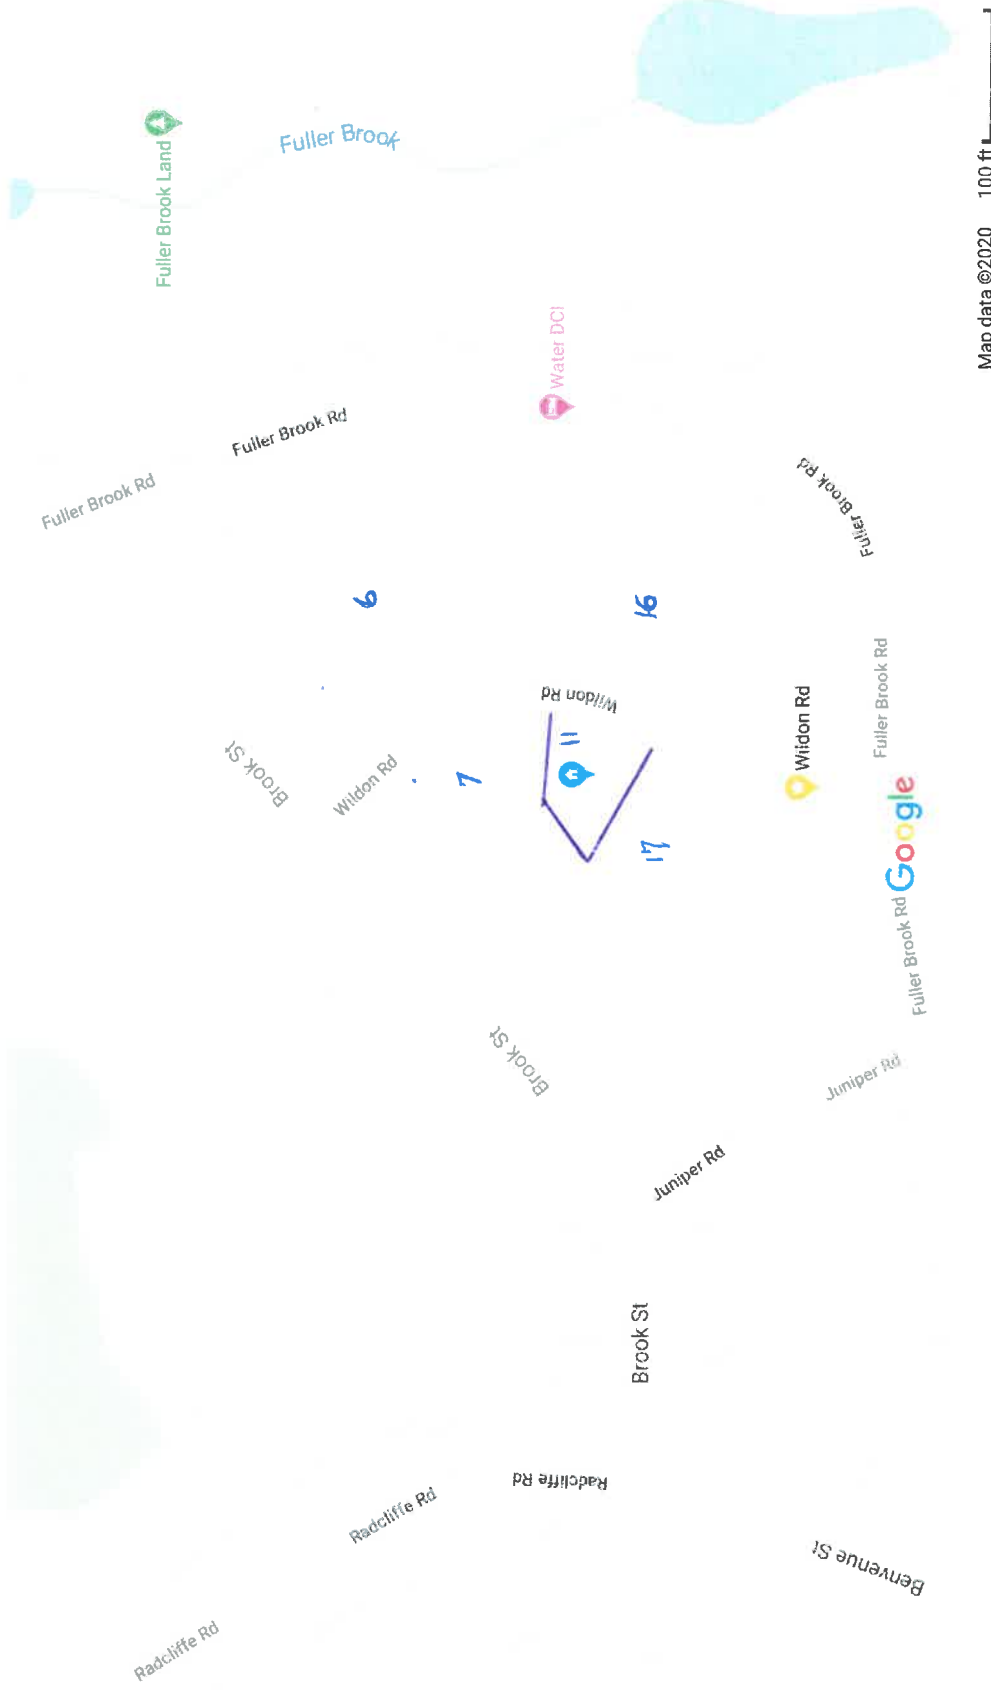 Fuller Brook Land
Fuller Brook
Water DCI
Fuller Brook Rd
Fuller Brook Rd
Fuller Brook Rd
6
16
Wildon Rd
11
Brook St
Wildon Rd
7
17
Wildon Rd
Fuller Brook Rd
Google
Fuller Brook Rd
Brook St
Juniper Rd
Juniper Rd
Brook St
Radcliffe Rd
Radcliffe Rd
Benvenue St
Radcliffe Rd
Map data ©2020 100 ft